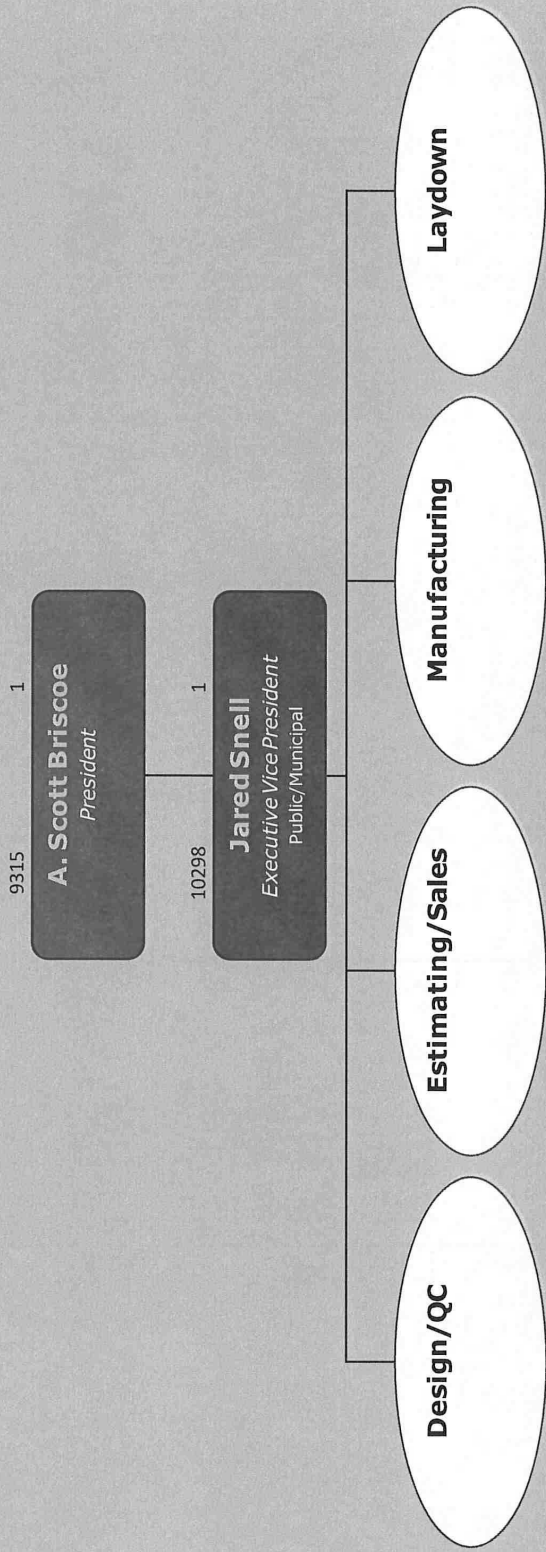 9315 1
A. Scott Briscoe
President
10298 1
Jared Snell
Executive Vice President
Public/Municipal
Design/QC
Estimating/Sales
Manufacturing
Laydown